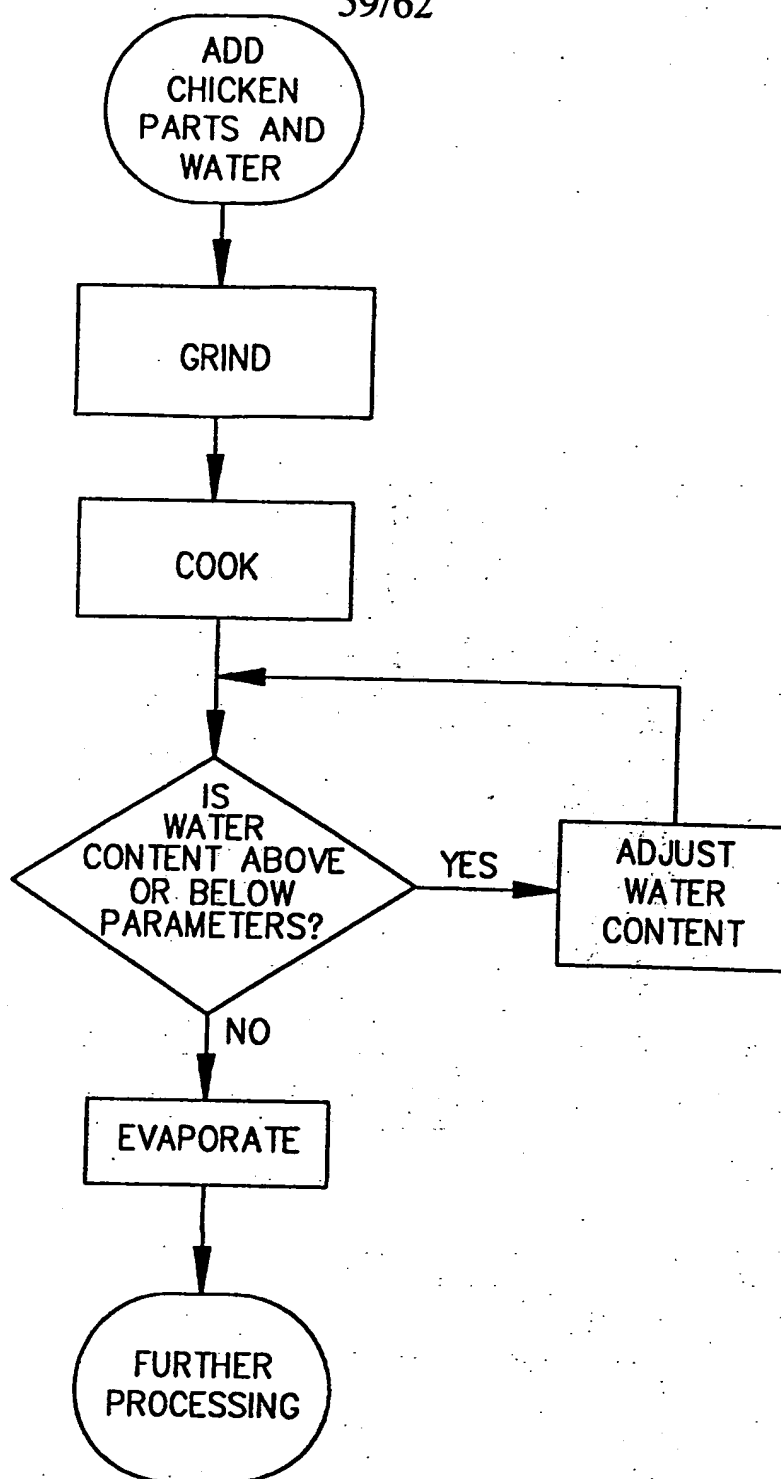 59/62
ADD
CHICKEN
PARTS AND
WATER
GRIND
COOK
IS
WATER
CONTENT ABOVE
OR BELOW
PARAMETERS?
YES
ADJUST
WATER
CONTENT
NO
EVAPORATE
FURTHER
PROCESSING